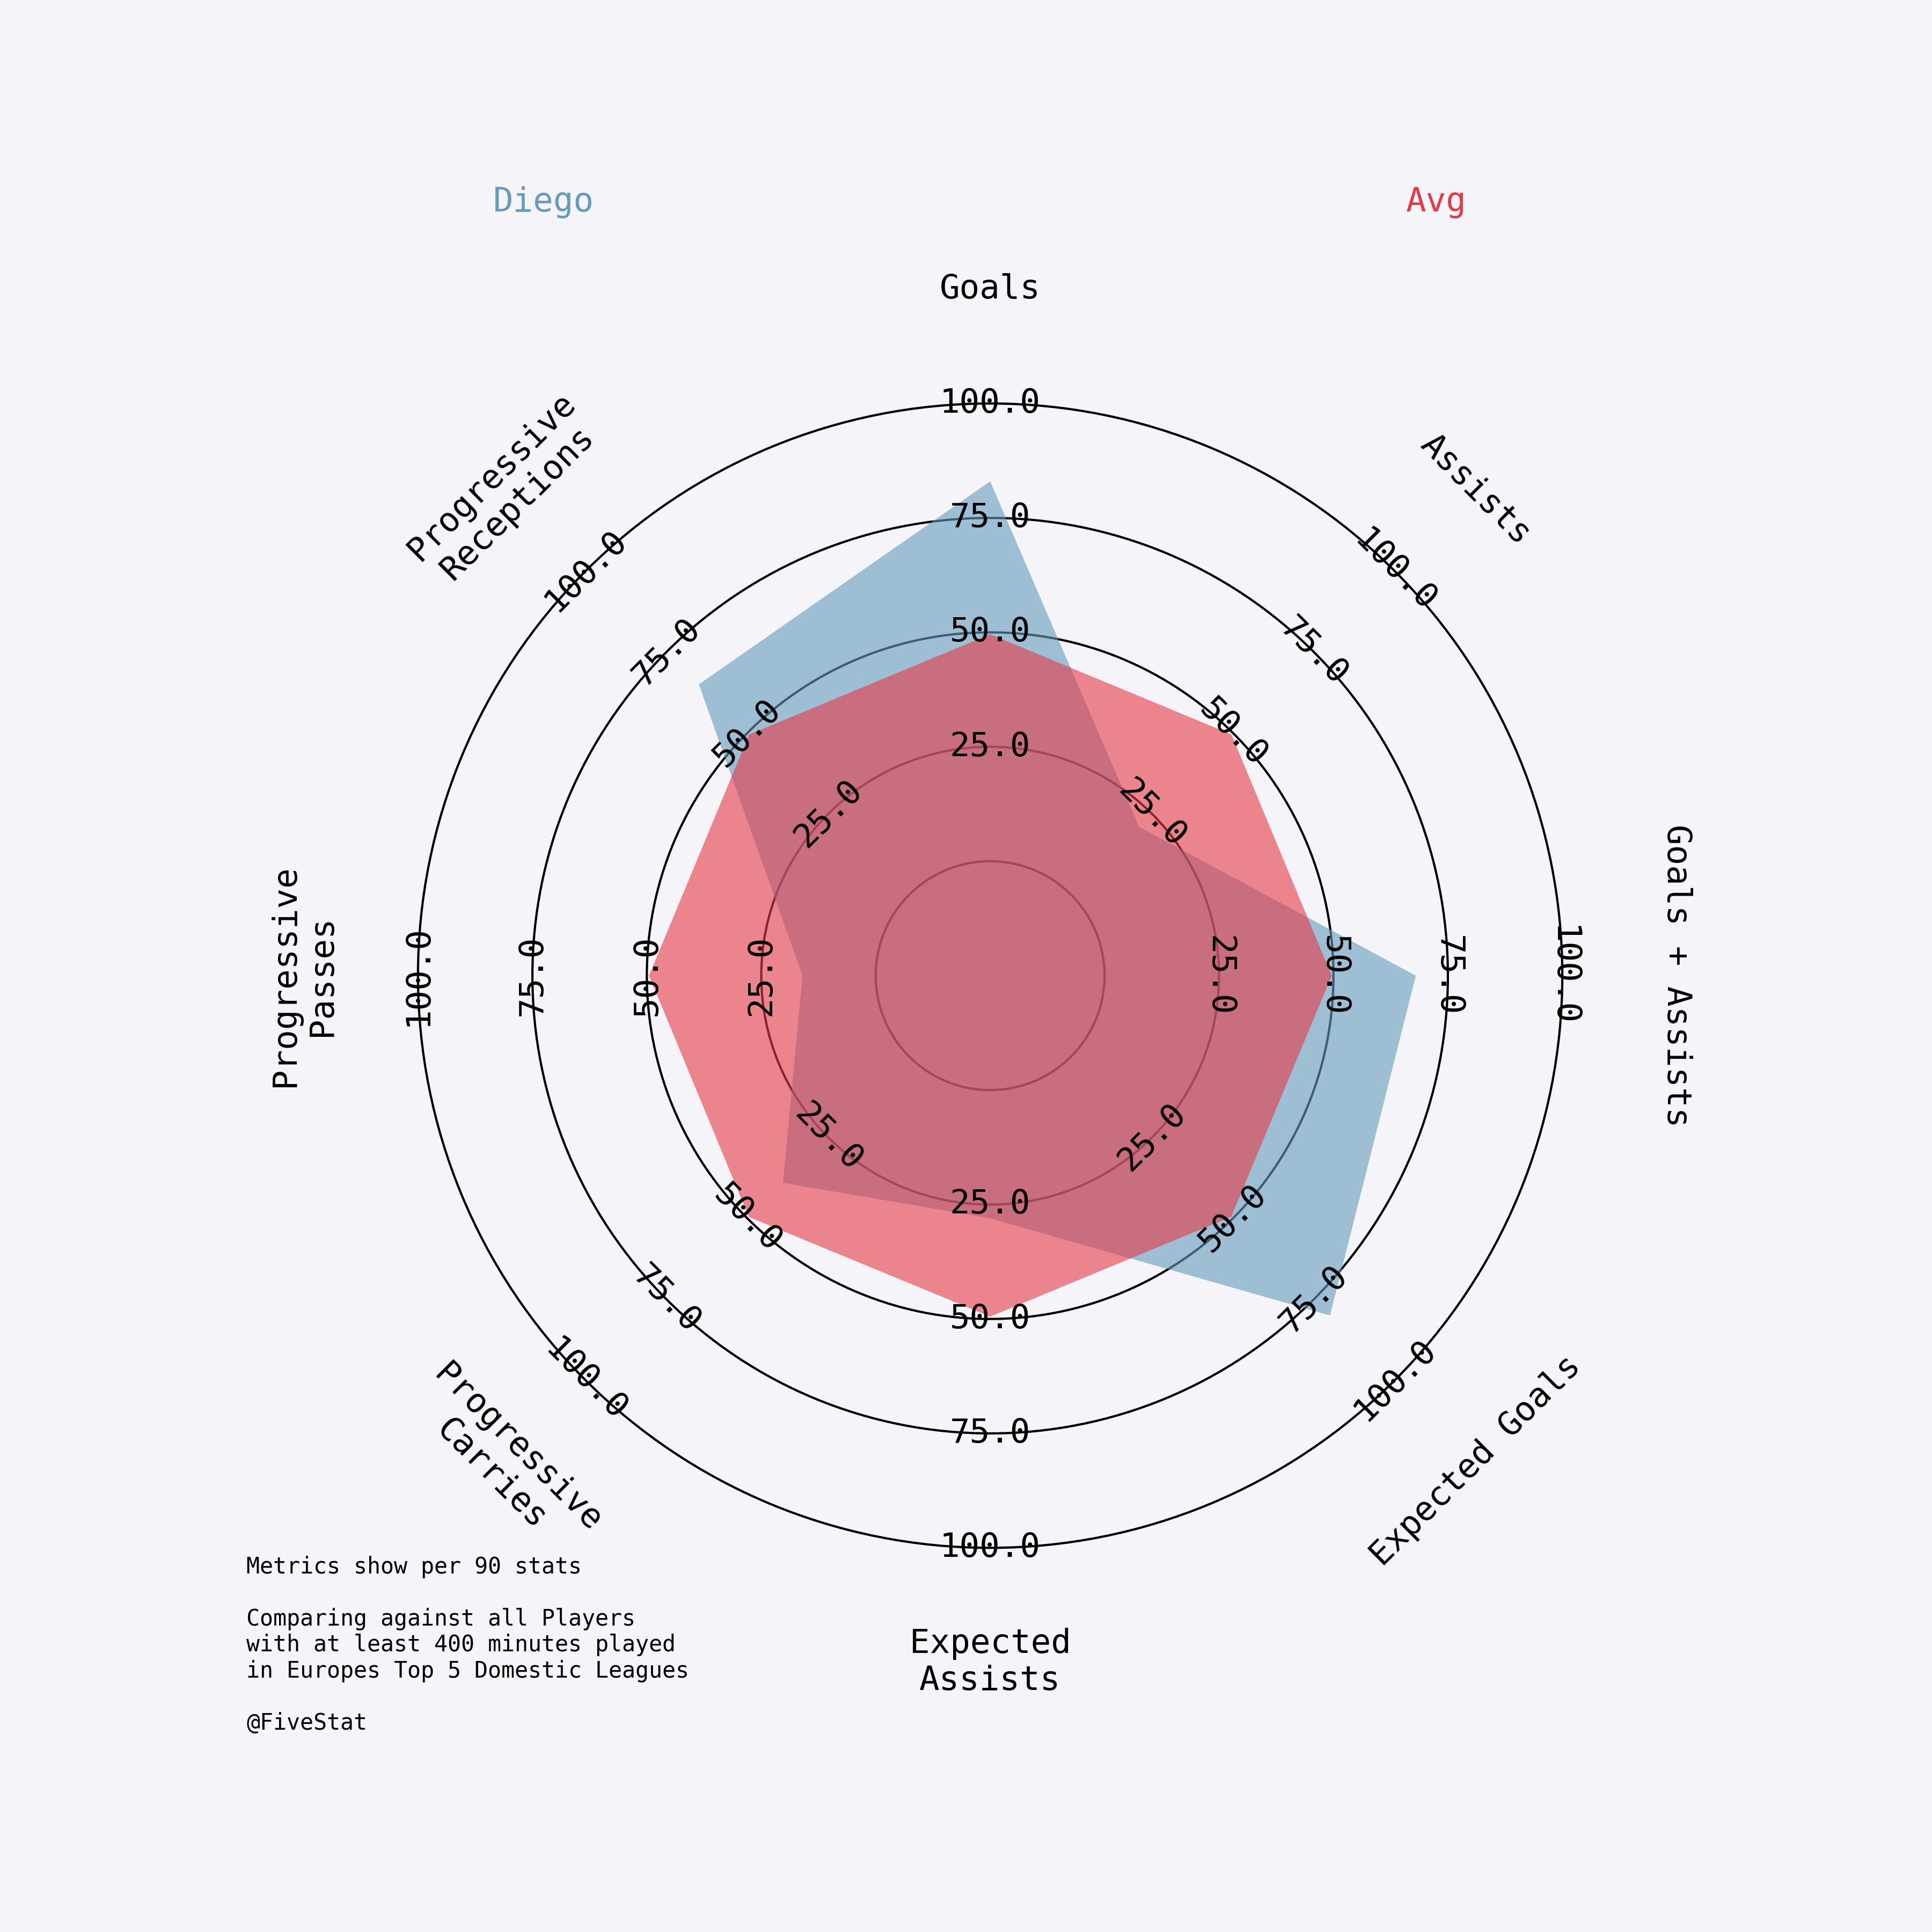 Diego
Avg
Goals
Assists
Goals + Assists
Expected Goals
Expected
Assists
Progressive
Carries
Progressive
Passes
Progressive
Receptions
25.0
50.0
75.0
100.0
25.0
50.0
75.0
100.0
25.0
50.0
75.0
100.0
25.0
50.0
75.0
100.0
25.0
50.0
75.0
100.0
25.0
50.0
75.0
100.0
25.0
50.0
75.0
100.0
25.0
50.0
75.0
100.0
Metrics show per 90 stats
Comparing against all Players
with at least 400 minutes played
in Europes Top 5 Domestic Leagues
@FiveStat